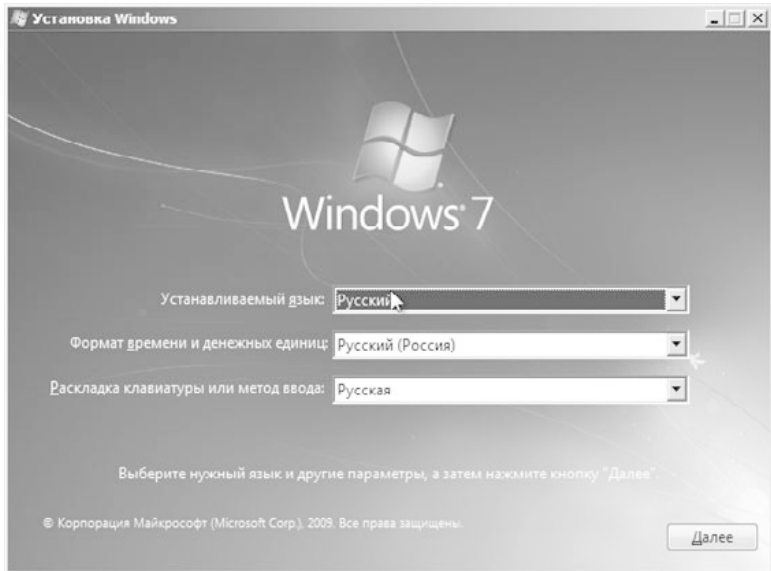 Установка Windows
Windows 7
Устанавливаемый язык: Русский
Формат времени и денежных единиц: Русский (Россия)
Раскладка клавиатуры или метод ввода: Русская
Выберите нужный язык и другие параметры, а затем нажмите кнопку "Далее".
© Корпорация Майкрософт (Microsoft Corp.), 2009. Все права защищены.
Далее